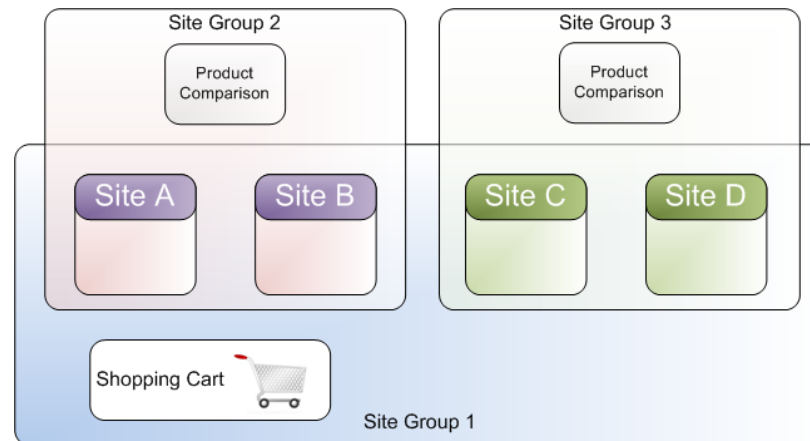 Site Group 2
Site Group 3
Product
Comparison
Product
Comparison
Site A
Site B
Site C
Site D
Shopping Cart
Site Group 1